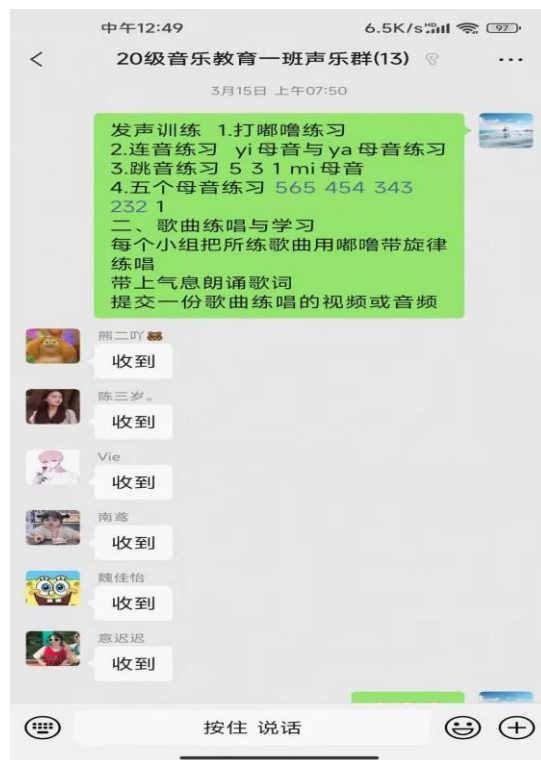 中午12:49
6.5K/s
97
20级音乐教育一班声乐群(13)
3月15日 上午07:50
发声训练 1.打嘟噜练习
2.连音练习 yi母音与ya母音练习
3.跳音练习 5 3 1 mi母音
4.五个母音练习 565 454 343
232 1
二、歌曲练唱与学习
每个小组把所练歌曲用嘟噜带旋律
练唱
带上气息朗诵歌词
提交一份歌曲练唱的视频或音频
熊二吖
收到
陈三岁。
收到
Vie
收到
南鸢
收到
魏佳怡
收到
意迟迟
收到
按住 说话